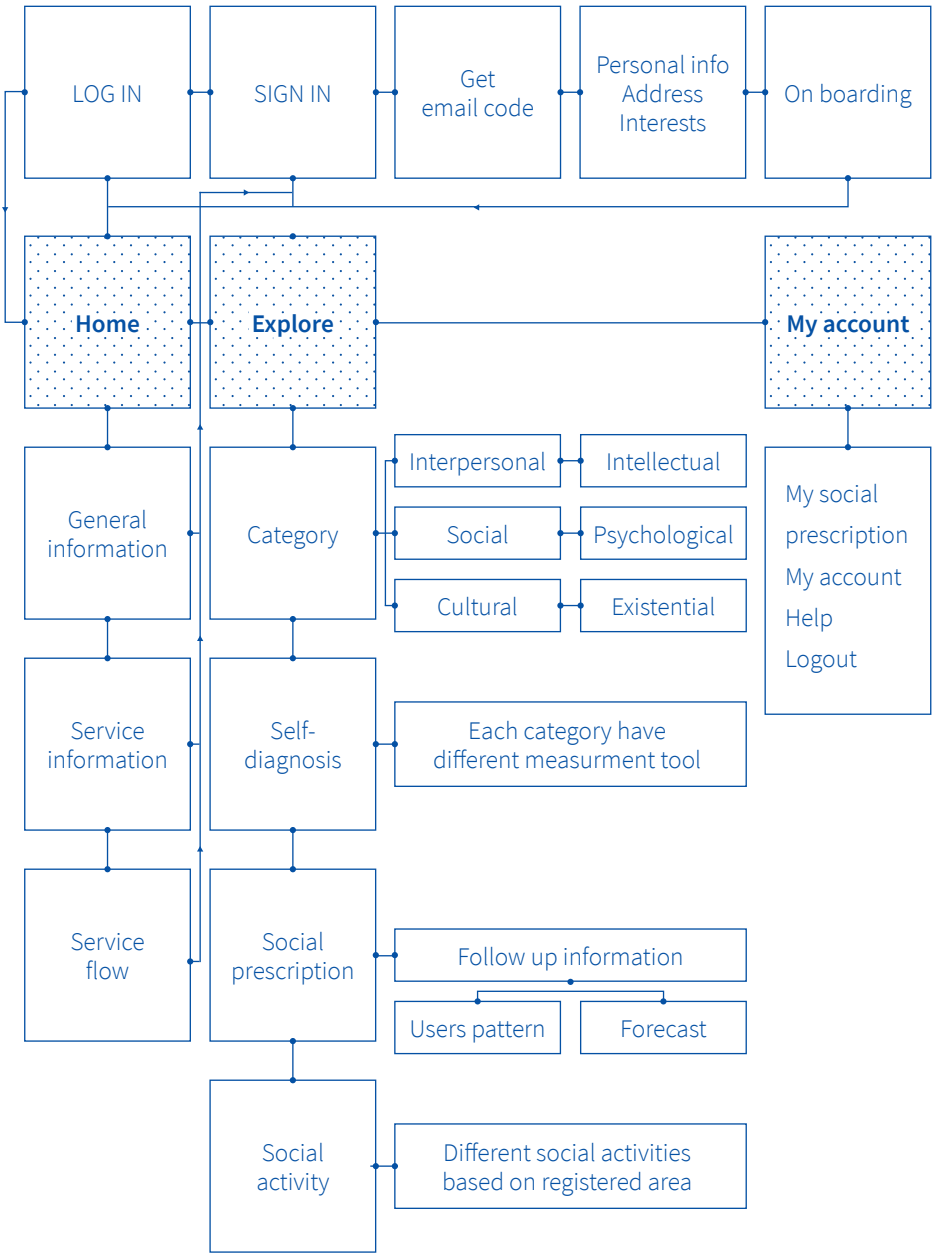 LOG IN
SIGN IN
Get
email code
Personal info
Address
Interests
On boarding
Home
Explore
My account
General
information
Category
Interpersonal
Intellectual
Social
Psychological
Cultural
Existential
My social
prescription
My account
Help
Logout
Service
information
Self-
diagnosis
Each category have
different measurment tool
Service
flow
Social
prescription
Follow up information
Users pattern
Forecast
Social
activity
Different social activities
based on registered area